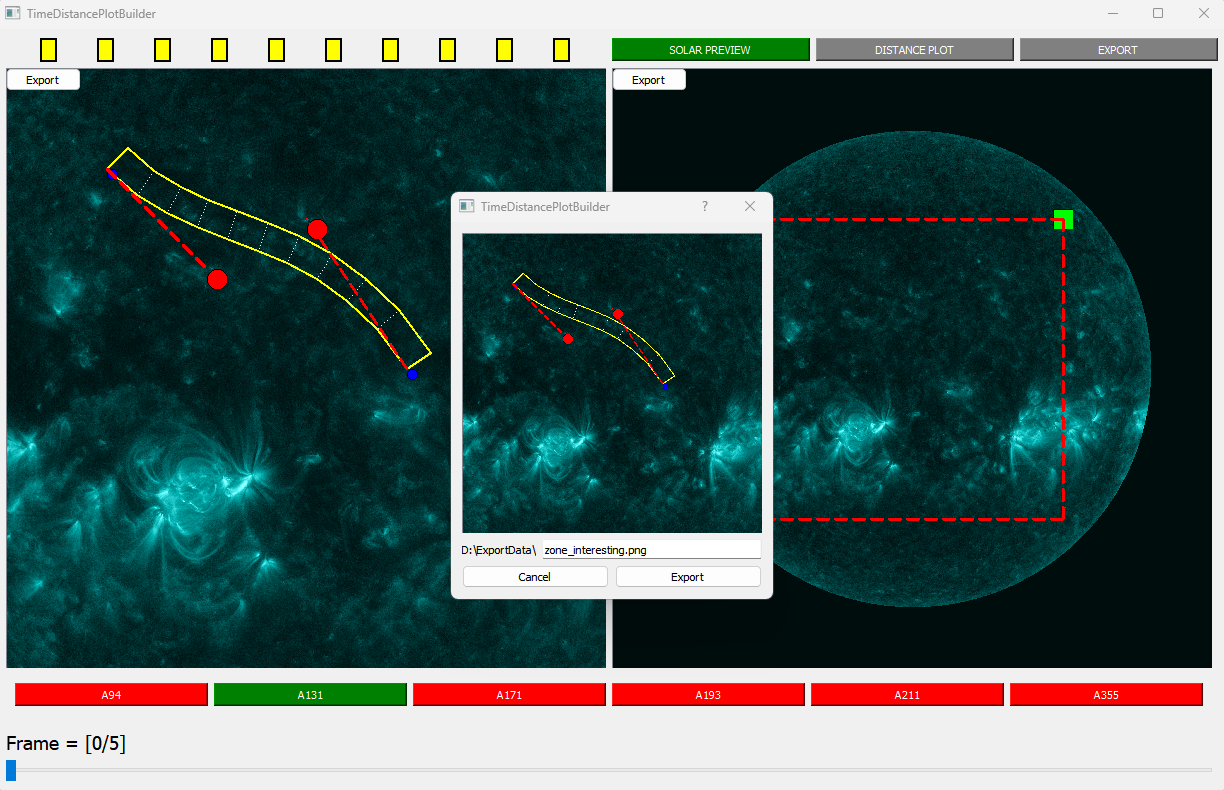 TimeDistancePlotBuilder
SOLAR PREVIEW
DISTANCE PLOT
EXPORT
Export
Export
TimeDistancePlotBuilder
?
D:\ExportData\ zone_interesting.png
Cancel
Export
A94
A131
A171
A193
A211
A355
Frame = [0/5]